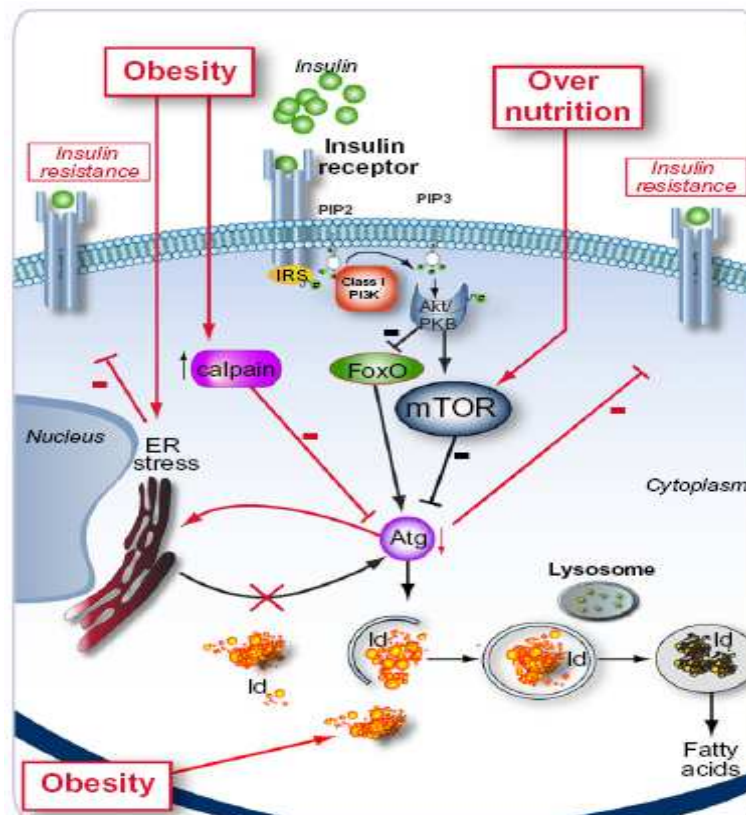 Obesity
Insulin
Over
nutrition
Insulin
receptor
Insulin
resistance
Insulin
resistance
PIP2
PIP3
IRS
Class I
PI3K
Akt/
PKB
calpain
FoxO
mTOR
Nucleus
ER
stress
Cytoplasm
Atg
Lysosome
ld
ld
ld
ld
Fatty
acids
Obesity